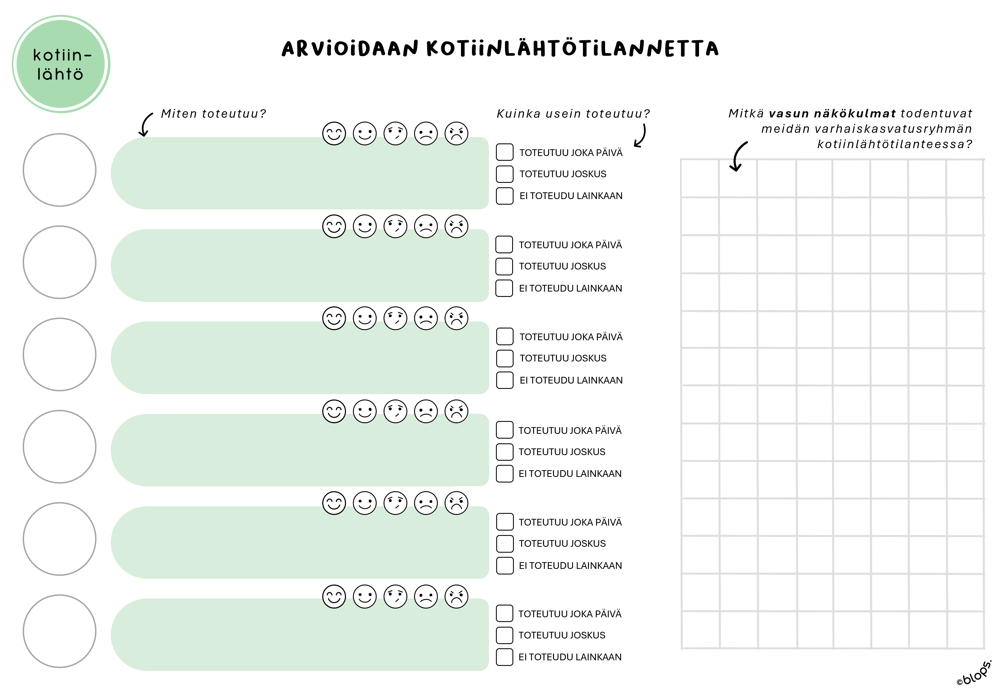 kotiin-
lähtö
ARVIOIDAAN KOTIINLÄHTÖTILANNETTA
Miten toteutuu?
Kuinka usein toteutuu?
Mitkä vasun näkökulmat todentuvat
meidän varhaiskasvatusryhmän
kotiinlähtötilanteessa?
TOTEUTUU JOKA PÄIVÄ
TOTEUTUU JOSKUS
EI TOTEUDU LAINKAAN
TOTEUTUU JOKA PÄIVÄ
TOTEUTUU JOSKUS
EI TOTEUDU LAINKAAN
TOTEUTUU JOKA PÄIVÄ
TOTEUTUU JOSKUS
EI TOTEUDU LAINKAAN
TOTEUTUU JOKA PÄIVÄ
TOTEUTUU JOSKUS
EI TOTEUDU LAINKAAN
TOTEUTUU JOKA PÄIVÄ
TOTEUTUU JOSKUS
EI TOTEUDU LAINKAAN
TOTEUTUU JOKA PÄIVÄ
TOTEUTUU JOSKUS
EI TOTEUDU LAINKAAN
©blops.